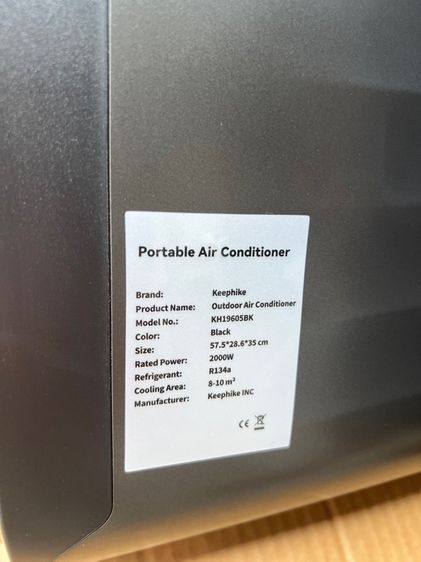 Portable Air Conditioner
Brand: Keephike
Product Name: Outdoor Air Conditioner
Model No.: KH19605BK
Color: Black
Size: 57.5*28.6*35 cm
Rated Power: 2000W
Refrigerant: R134a
Cooling Area: 8-10 m²
Manufacturer: Keephike INC
CE